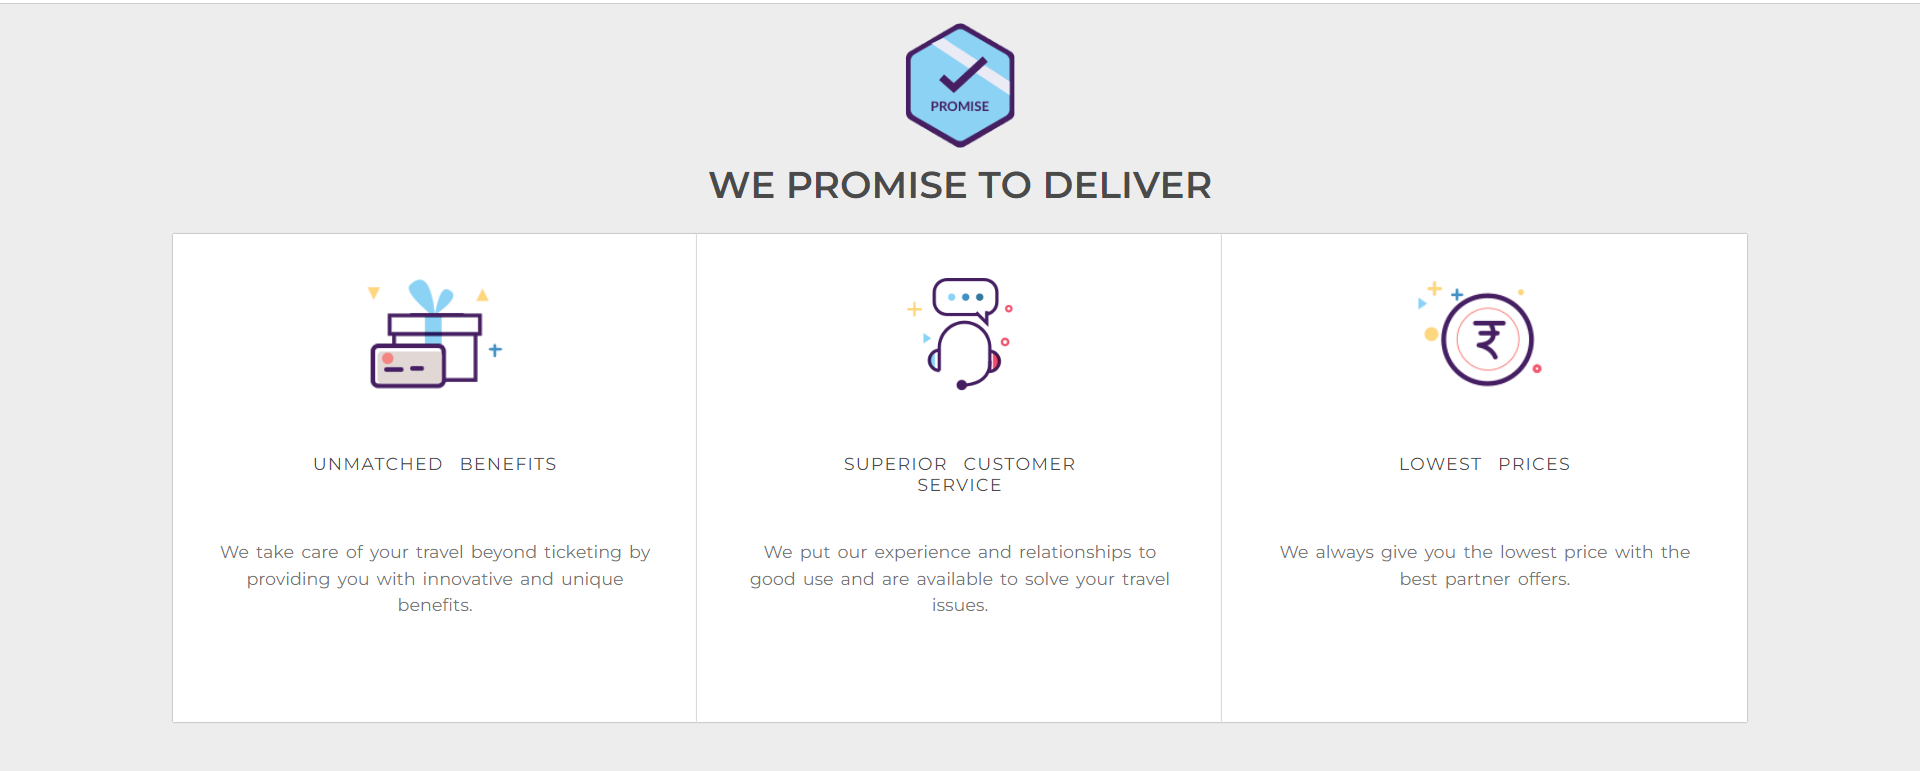 PROMISE
WE PROMISE TO DELIVER
UNMATCHED BENEFITS
We take care of your travel beyond ticketing by
providing you with innovative and unique
benefits.
SUPERIOR CUSTOMER
SERVICE
We put our experience and relationships to
good use and are available to solve your travel
issues.
₹
LOWEST PRICES
We always give you the lowest price with the
best partner offers.